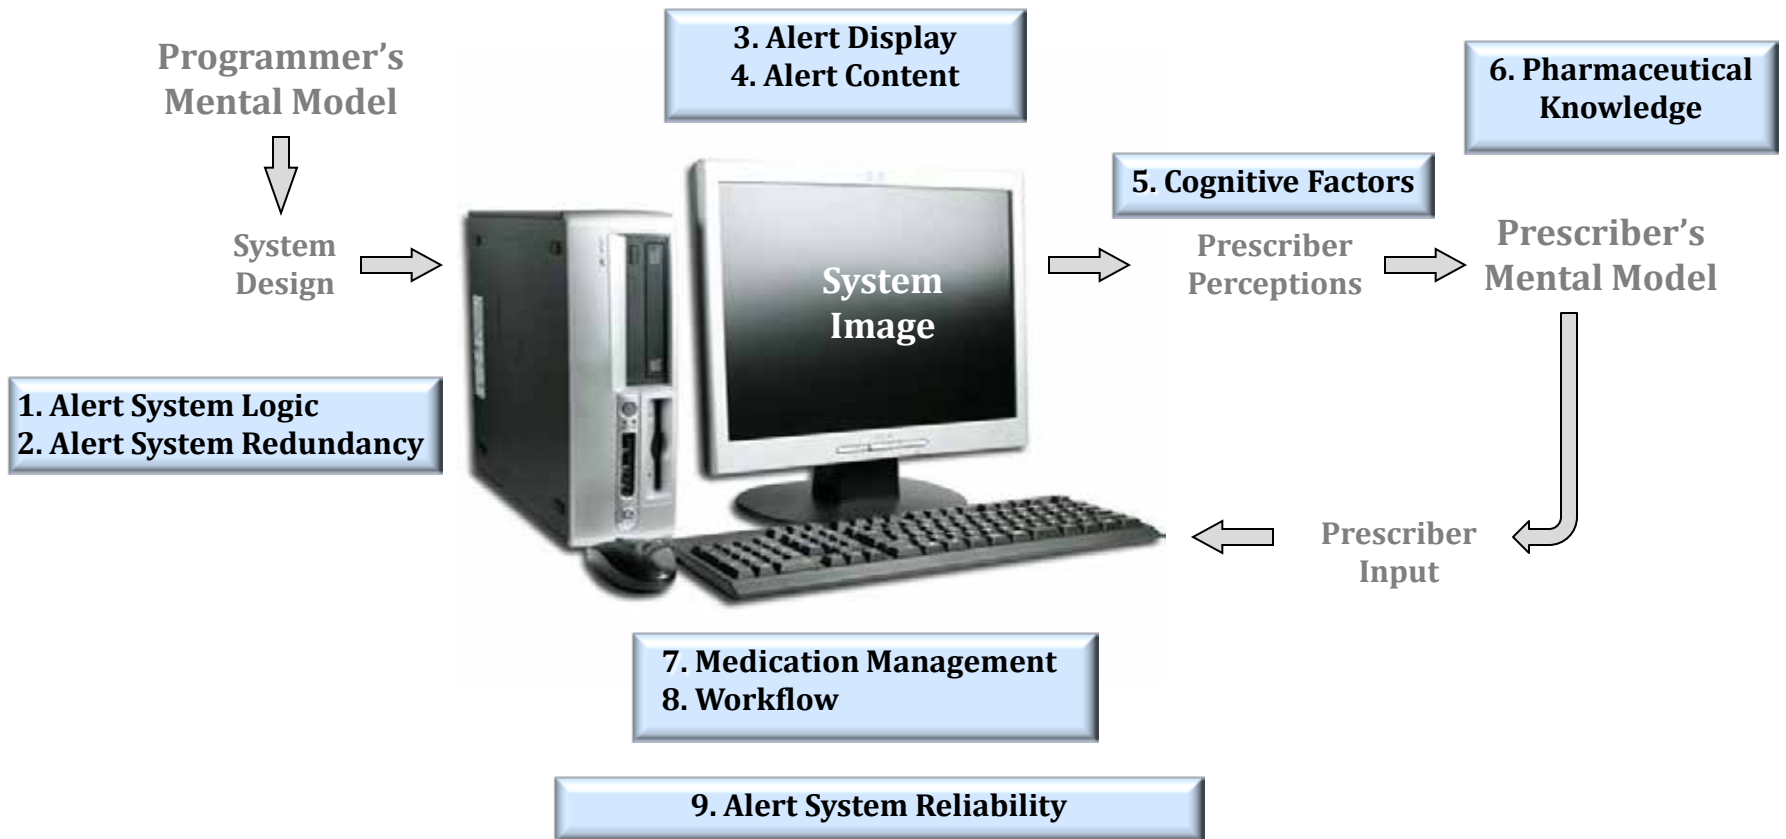 Programmer's
Mental Model
System
Design
1. Alert System Logic
2. Alert System Redundancy
3. Alert Display
4. Alert Content
System
Image
5. Cognitive Factors
Prescriber
Perceptions
6. Pharmaceutical
Knowledge
Prescriber's
Mental Model
Prescriber
Input
7. Medication Management
8. Workflow
9. Alert System Reliability